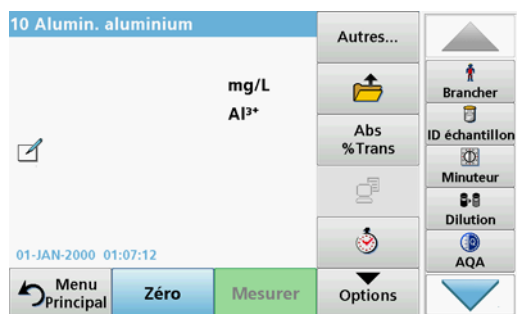 10 Alumin. aluminium
mg/L
Al³⁺
01-JAN-2000 01:07:12
Menu
Principal
Zéro
Mesurer
Autres...
Abs
%Trans
Options
Brancher
ID échantillon
Minuteur
Dilution
AQA